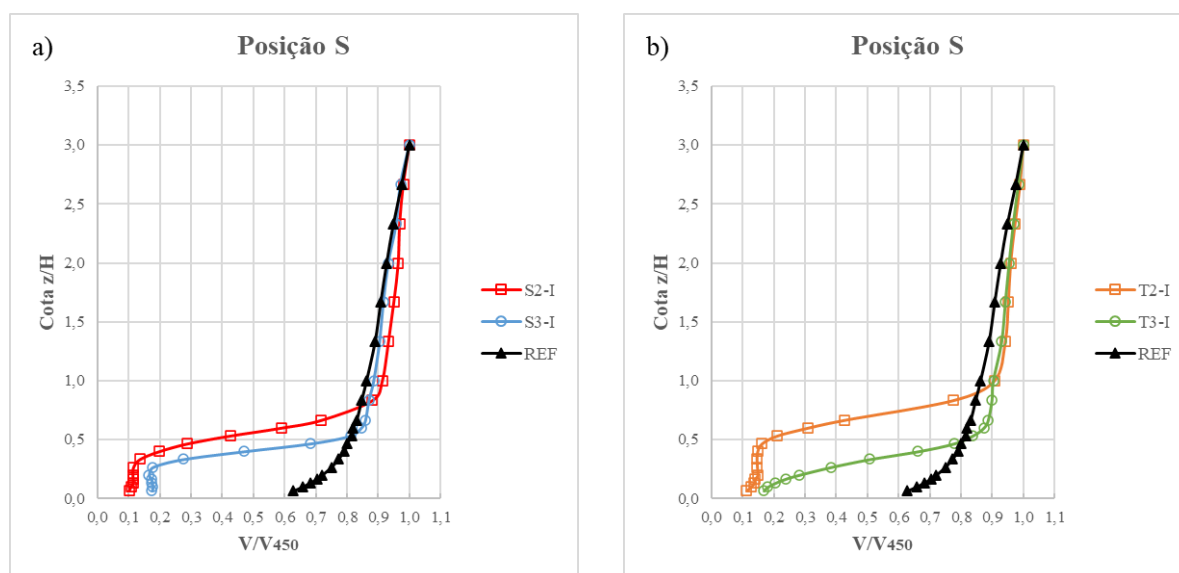 a)
Posição S
Cota z/H
3,5
3,0
2,5
2,0
1,5
1,0
0,5
0,0
0,0 0,1 0,2 0,3 0,4 0,5 0,6 0,7 0,8 0,9 1,0 1,1
V/V450
S2-I
S3-I
REF
b)
Posição S
Cota z/H
3,5
3,0
2,5
2,0
1,5
1,0
0,5
0,0
0,0 0,1 0,2 0,3 0,4 0,5 0,6 0,7 0,8 0,9 1,0 1,1
V/V450
T2-I
T3-I
REF